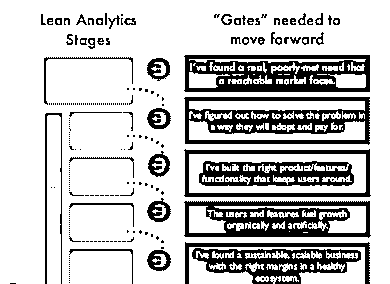 Lean Analytics
Stages
"Gates" needed to
move forward
I've found a real, poorly-met need that
a reachable market faces.
I've figured out how to solve the problem in
a way they will adopt and pay for.
I've built the right product/features/
functionality that keeps users around.
The users and features fuel growth
organically and artificially.
I've found a sustainable, scalable business
with the right margins in a healthy
ecosystem.